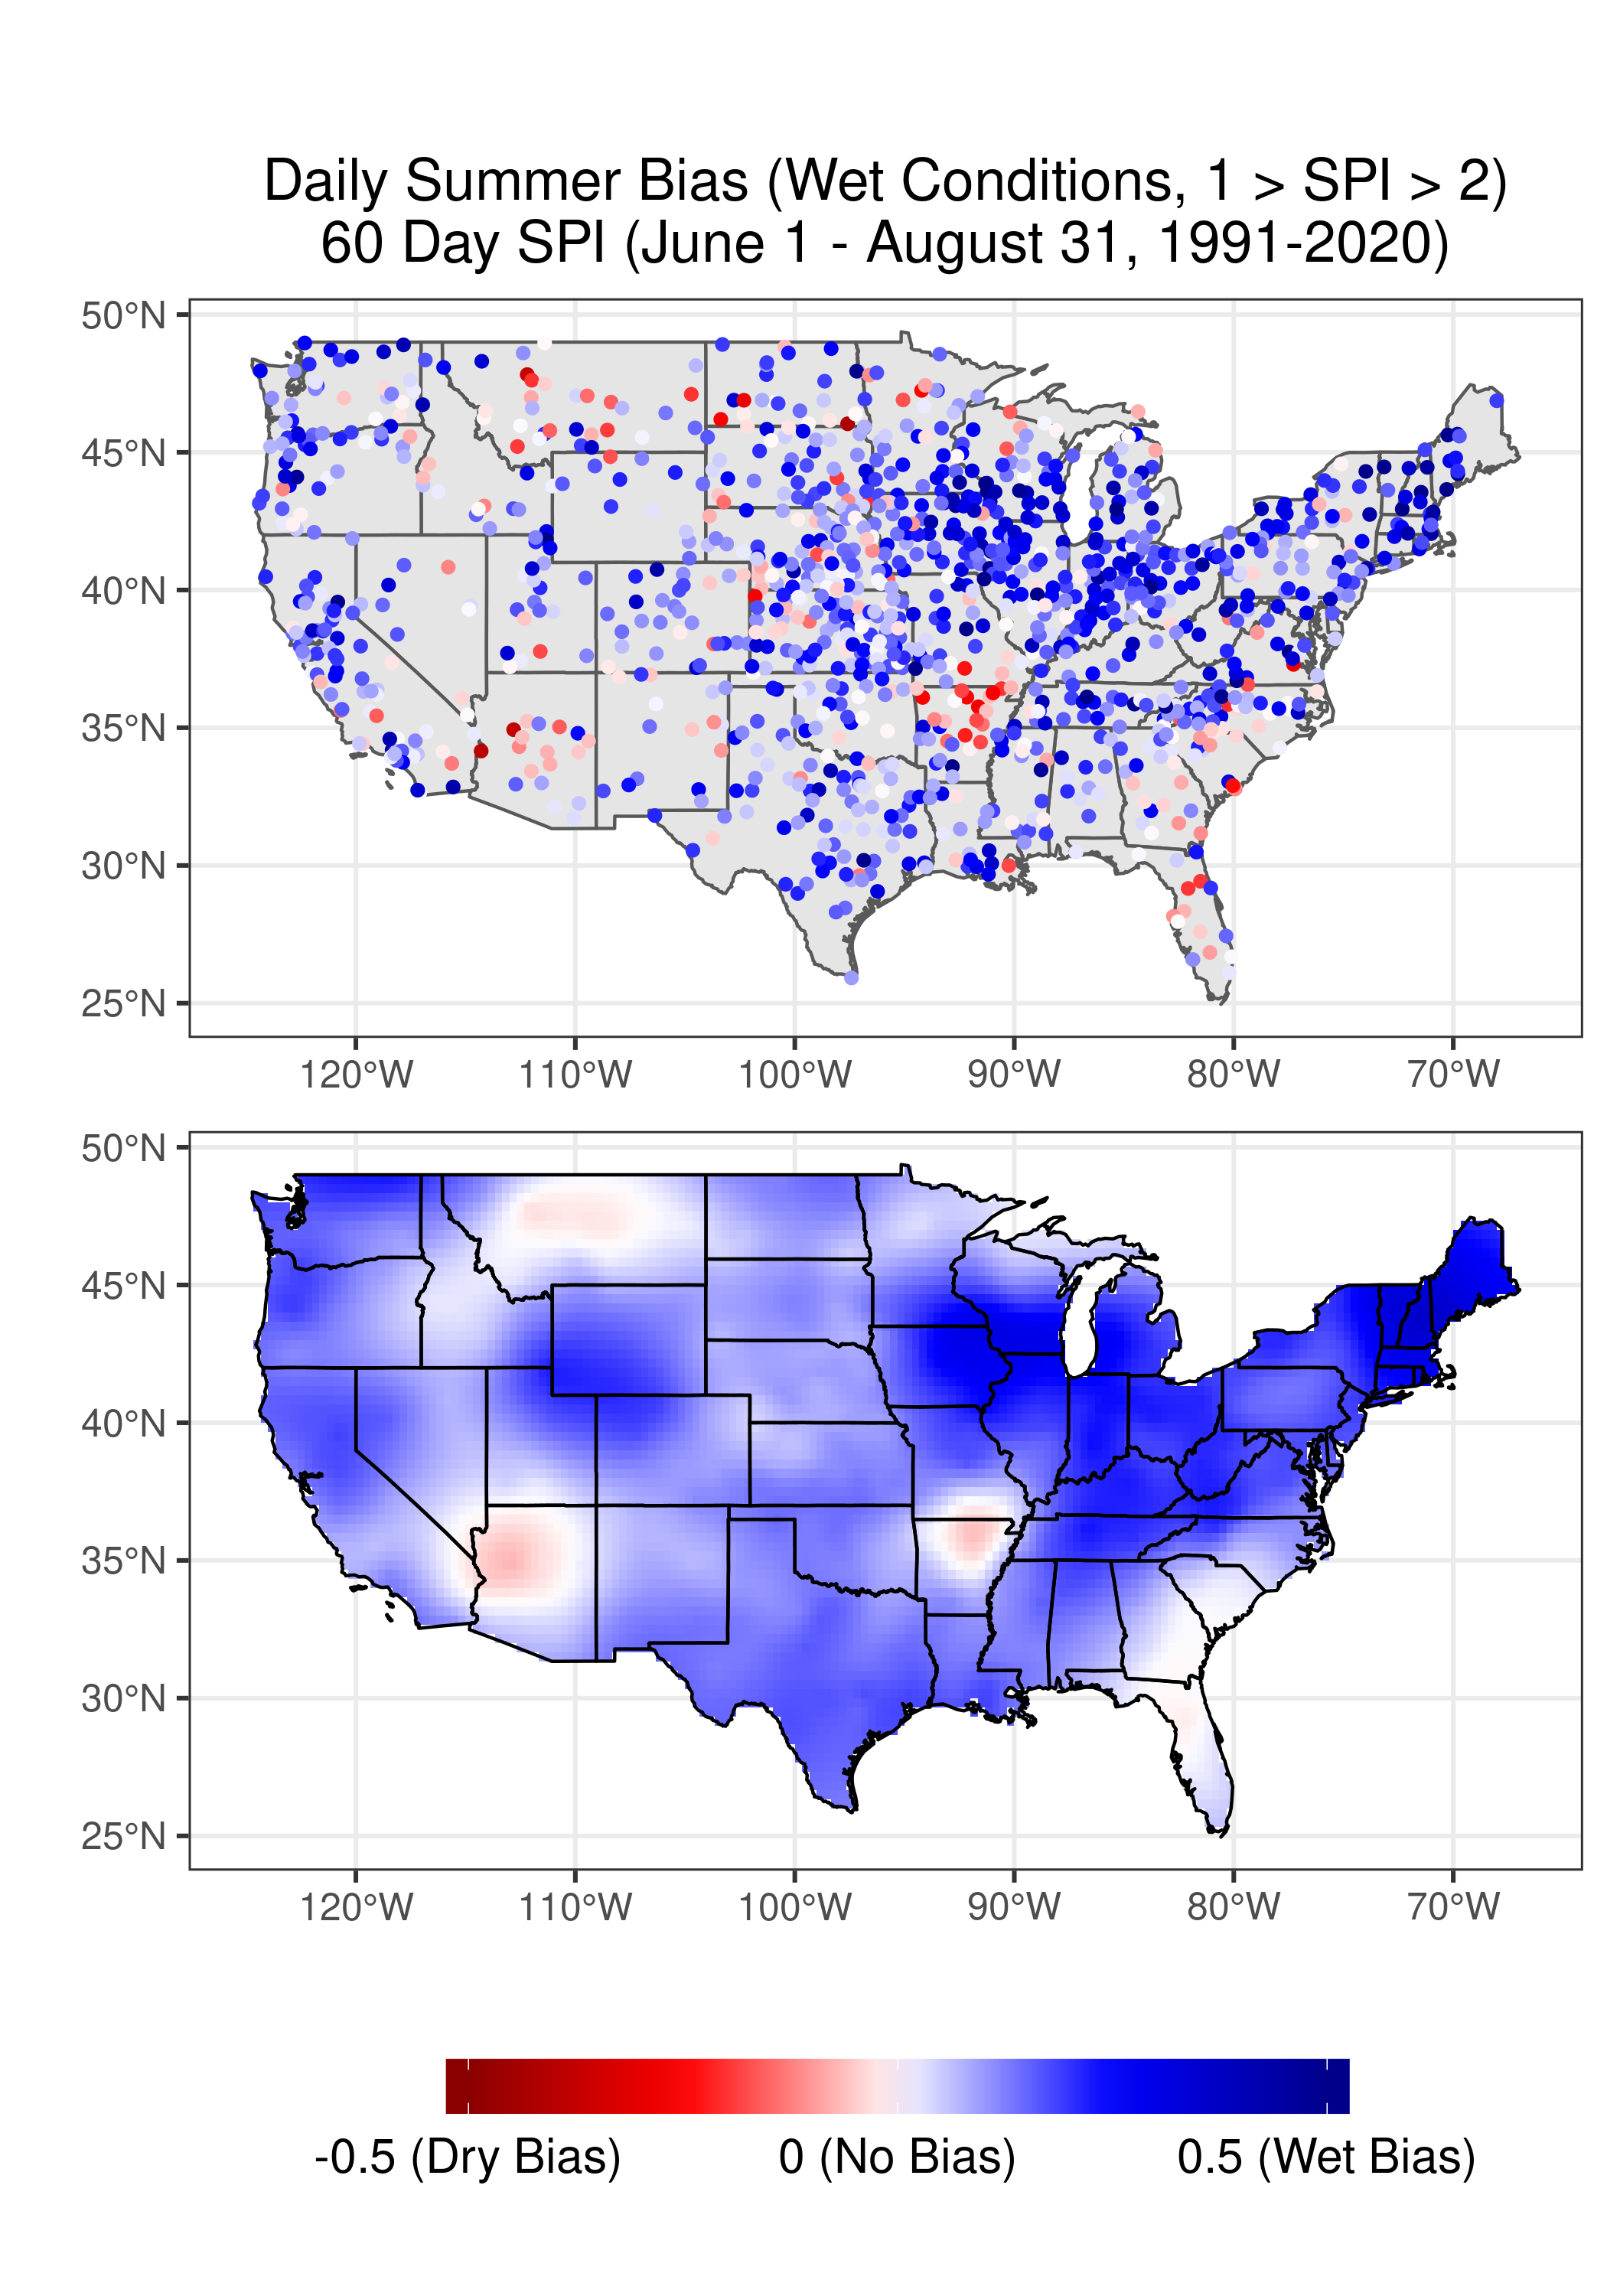 Daily Summer Bias (Wet Conditions, 1 > SPI > 2)
60 Day SPI (June 1 - August 31, 1991-2020)
50°N
45°N
40°N
35°N
30°N
25°N
120°W 110°W 100°W 90°W 80°W 70°W
50°N
45°N
40°N
35°N
30°N
25°N
120°W 110°W 100°W 90°W 80°W 70°W
-0.5 (Dry Bias) 0 (No Bias) 0.5 (Wet Bias)